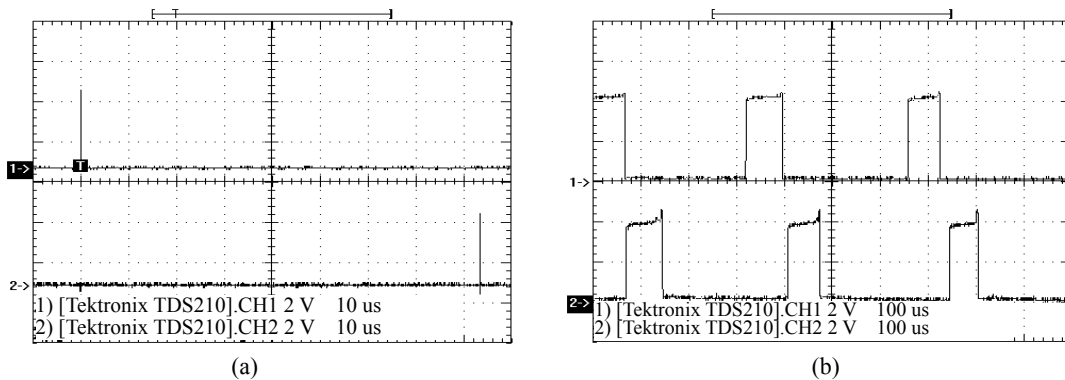 T
1->
T
2->
1) [Tektronix TDS210].CH1 2 V 10 us
2) [Tektronix TDS210].CH2 2 V 10 us
(a)
1->
2->
1) [Tektronix TDS210].CH1 2 V 100 us
2) [Tektronix TDS210].CH2 2 V 100 us
(b)